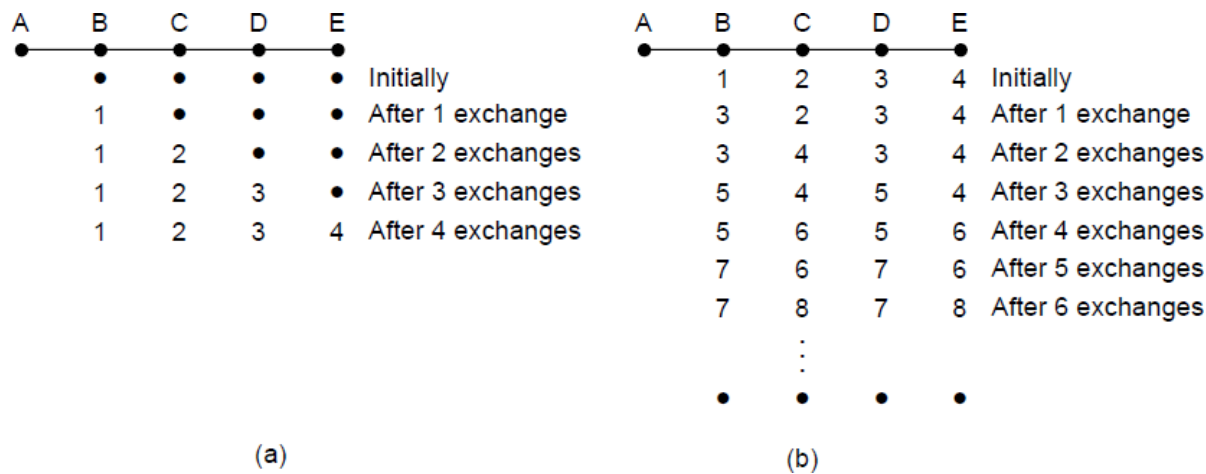 A B C D E
• • • • Initially
1 • • • After 1 exchange
1 2 • • After 2 exchanges
1 2 3 • After 3 exchanges
1 2 3 4 After 4 exchanges
(a)
A B C D E
1 2 3 4 Initially
3 2 3 4 After 1 exchange
3 4 3 4 After 2 exchanges
5 4 5 4 After 3 exchanges
5 6 5 6 After 4 exchanges
7 6 7 6 After 5 exchanges
7 8 7 8 After 6 exchanges
⋮
• • • •
(b)